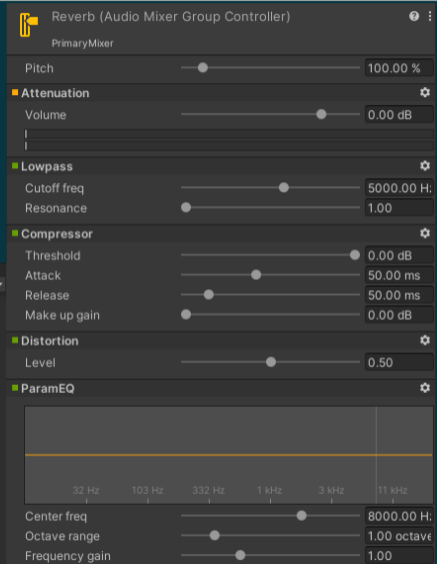 Reverb (Audio Mixer Group Controller)
PrimaryMixer
Pitch 100.00 %
Attenuation
Volume 0.00 dB
Lowpass
Cutoff freq 5000.00 H:
Resonance 1.00
Compressor
Threshold 0.00 dB
Attack 50.00 ms
Release 50.00 ms
Make up gain 0.00 dB
Distortion
Level 0.50
ParamEQ
32 Hz 103 Hz 332 Hz 1 kHz 3 kHz 11 kHz
Center freq 8000.00 H:
Octave range 1.00 octave
Frequency gain 1.00